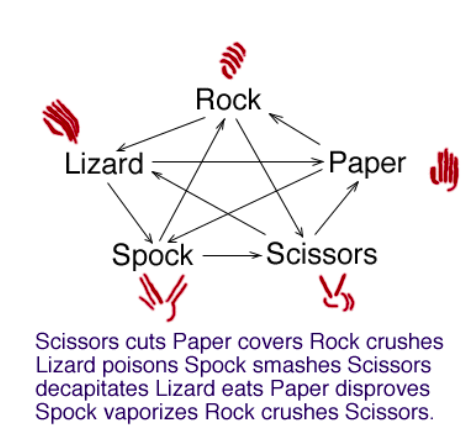 Rock
Lizard
Paper
Spock
Scissors
Scissors cuts Paper covers Rock crushes
Lizard poisons Spock smashes Scissors
decapitates Lizard eats Paper disproves
Spock vaporizes Rock crushes Scissors.